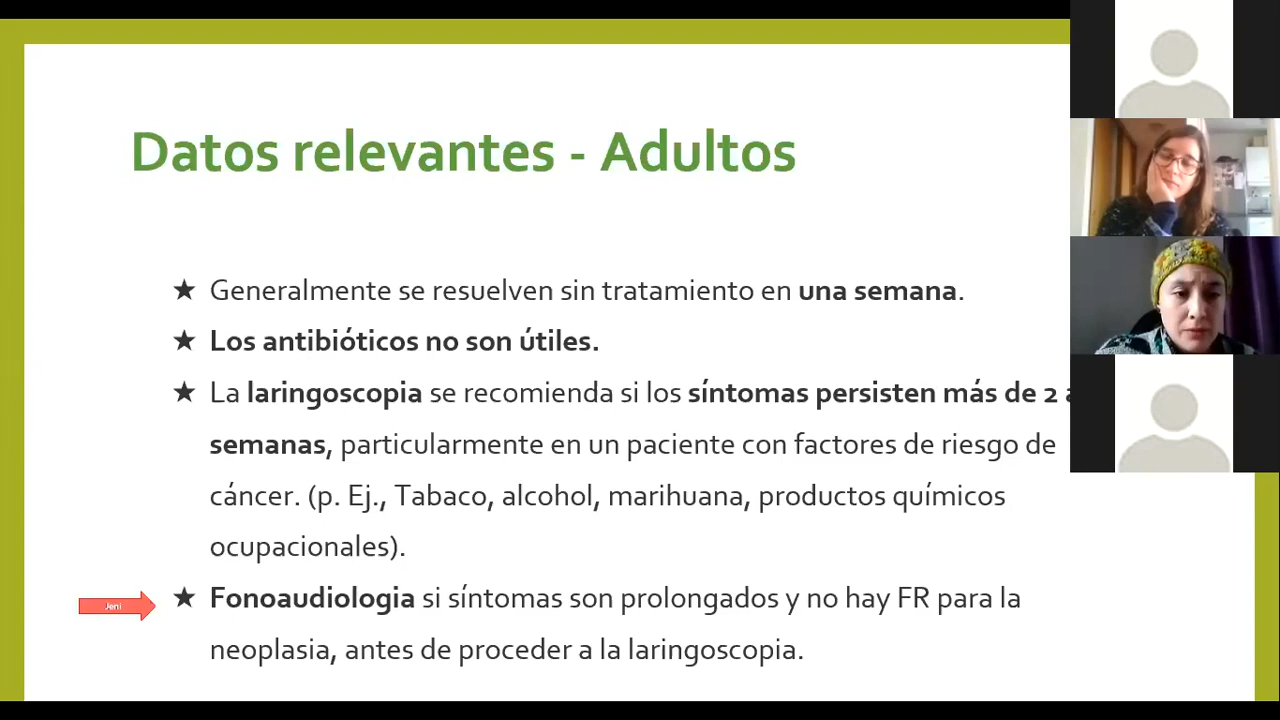 Datos relevantes - Adultos
★ Generalmente se resuelven sin tratamiento en una semana.
★ Los antibióticos no son útiles.
★ La laringoscopia se recomienda si los síntomas persisten más de 2 a
semanas, particularmente en un paciente con factores de riesgo de
cáncer. (p. Ej., Tabaco, alcohol, marihuana, productos químicos
ocupacionales).
Jeni
★ Fonoaudiologia si síntomas son prolongados y no hay FR para la
neoplasia, antes de proceder a la laringoscopia.